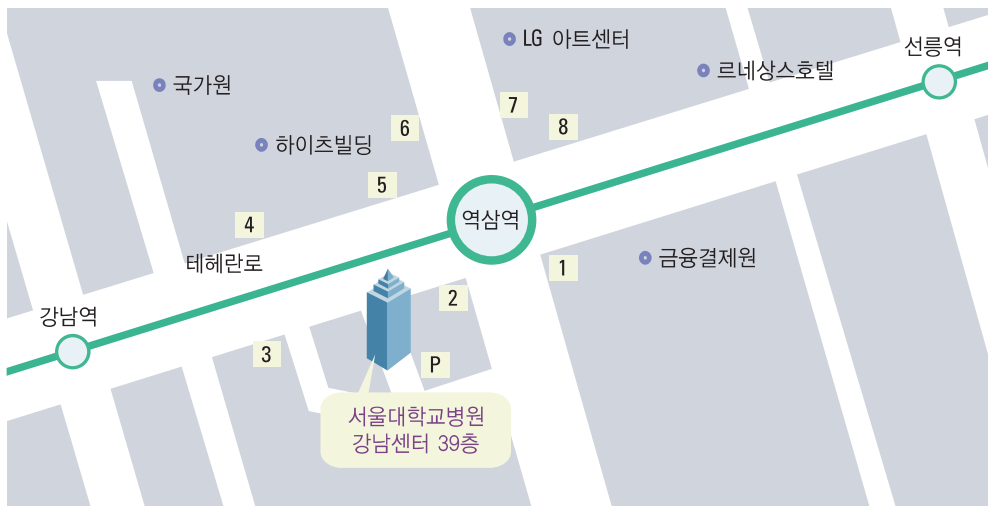 LG 아트센터
선릉역
르네상스호텔
국가원
7
8
6
하이츠빌딩
5
역삼역
4
테헤란로
금융결제원
1
2
강남역
3
P
서울대학교병원
강남센터 39층